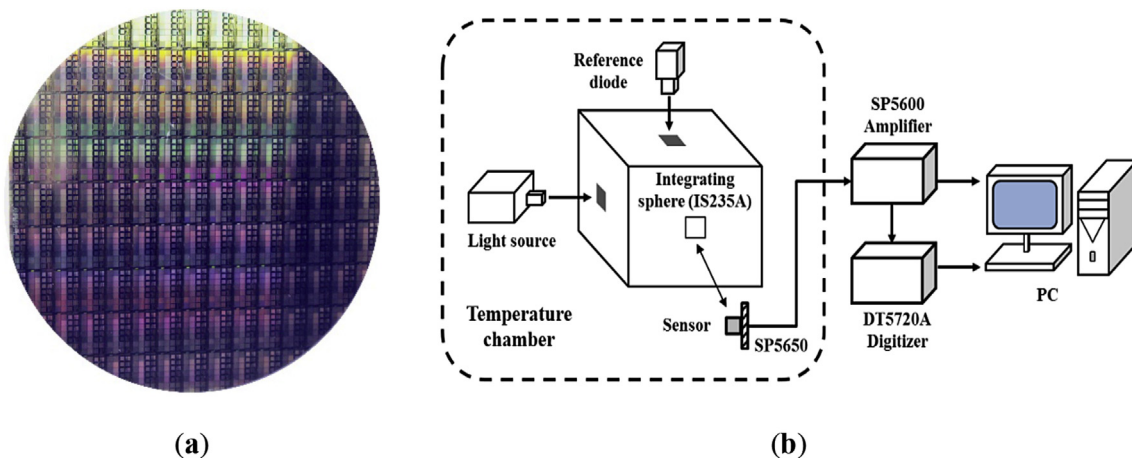 Reference
diode
SP5600
Amplifier
Integrating
sphere (IS235A)
Light source
Temperature
chamber
Sensor
SP5650
DT5720A
Digitizer
PC
(a)
(b)